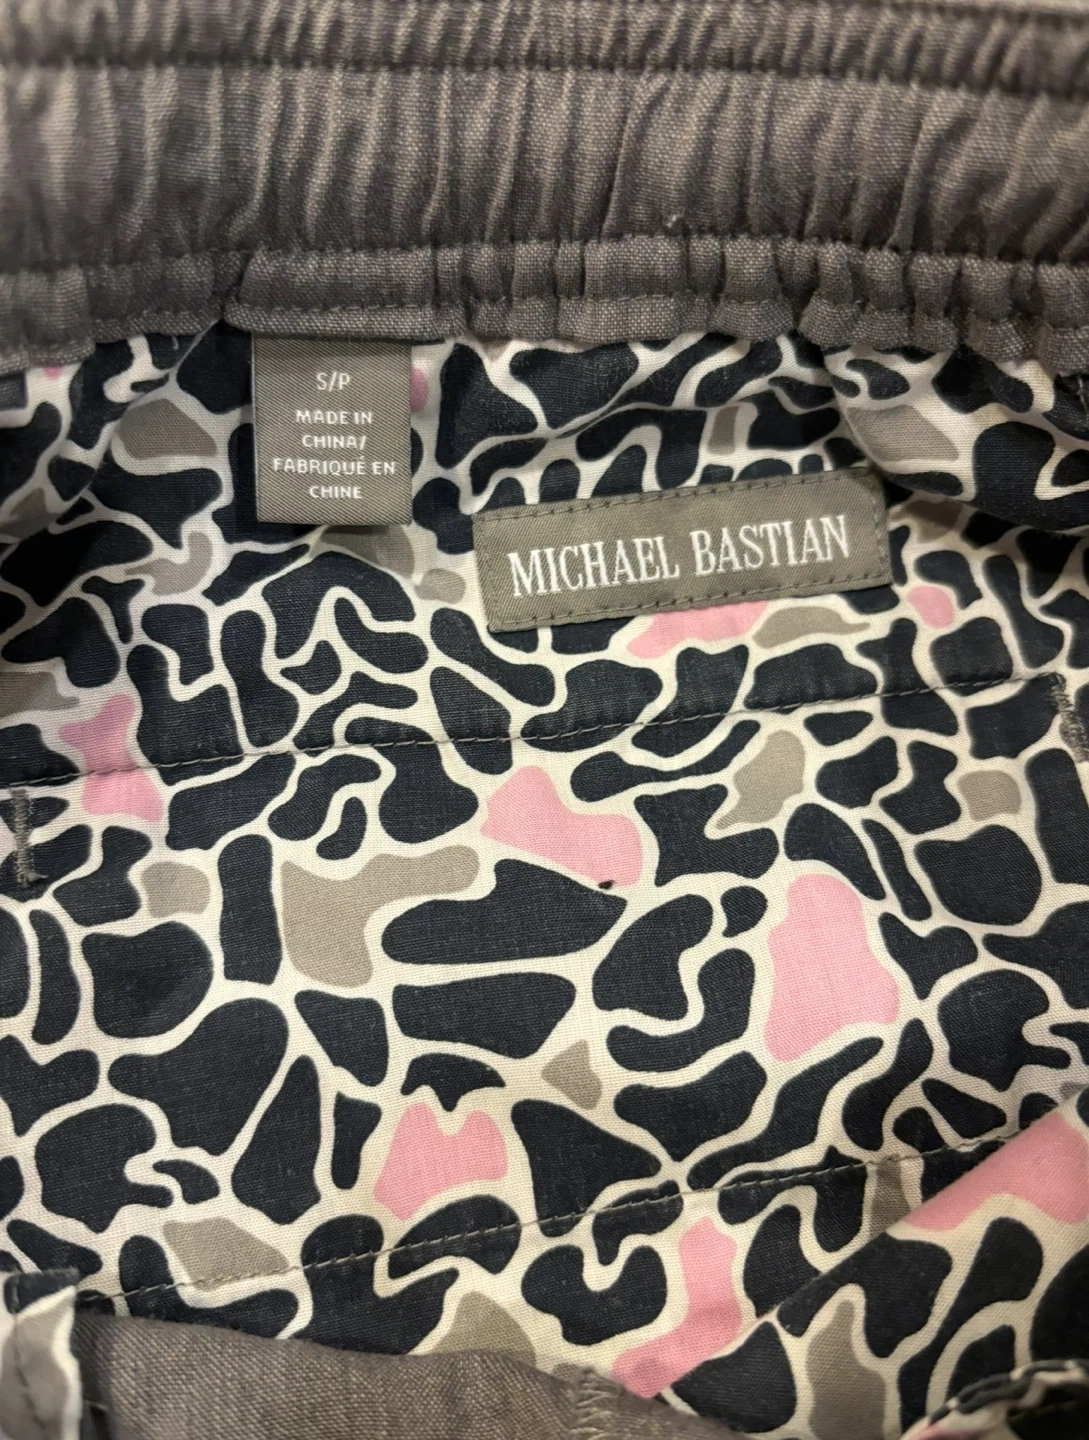 S/P
MADE IN
CHINA/
FABRIQUÉ EN
CHINE
MICHAEL BASTIAN